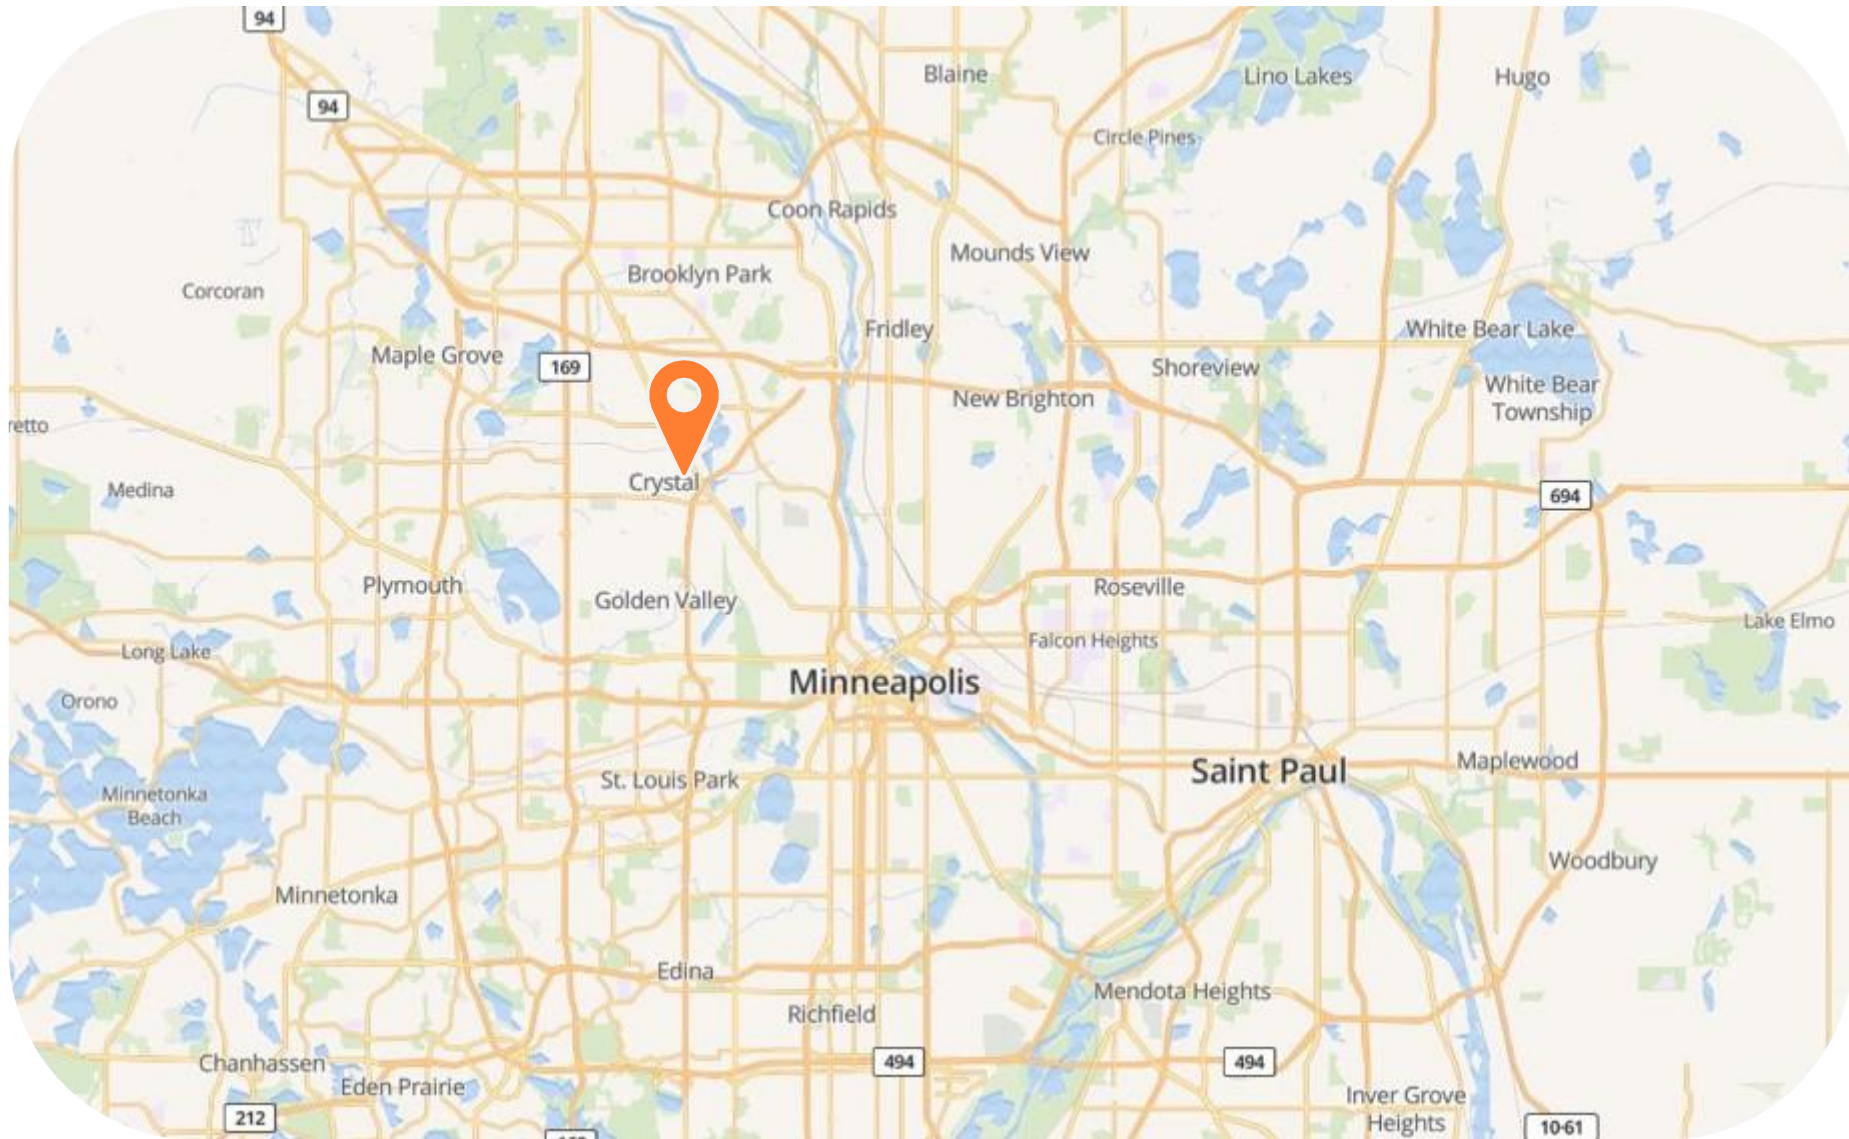 94
Blaine
Lino Lakes
Hugo
94
Circle Pines
Coon Rapids
Mounds View
Brooklyn Park
Corcoran
Fridley
White Bear Lake
Maple Grove
169
Shoreview
White Bear
Township
New Brighton
retto
Crystal
Medina
694
Plymouth
Golden Valley
Roseville
Lake Elmo
Falcon Heights
Long Lake
Minneapolis
Orono
Maplewood
Saint Paul
St. Louis Park
Minnetonka
Beach
Woodbury
Minnetonka
Edina
Mendota Heights
Richfield
Chanhassen
494
494
Eden Prairie
Inver Grove
Heights
212
10-61